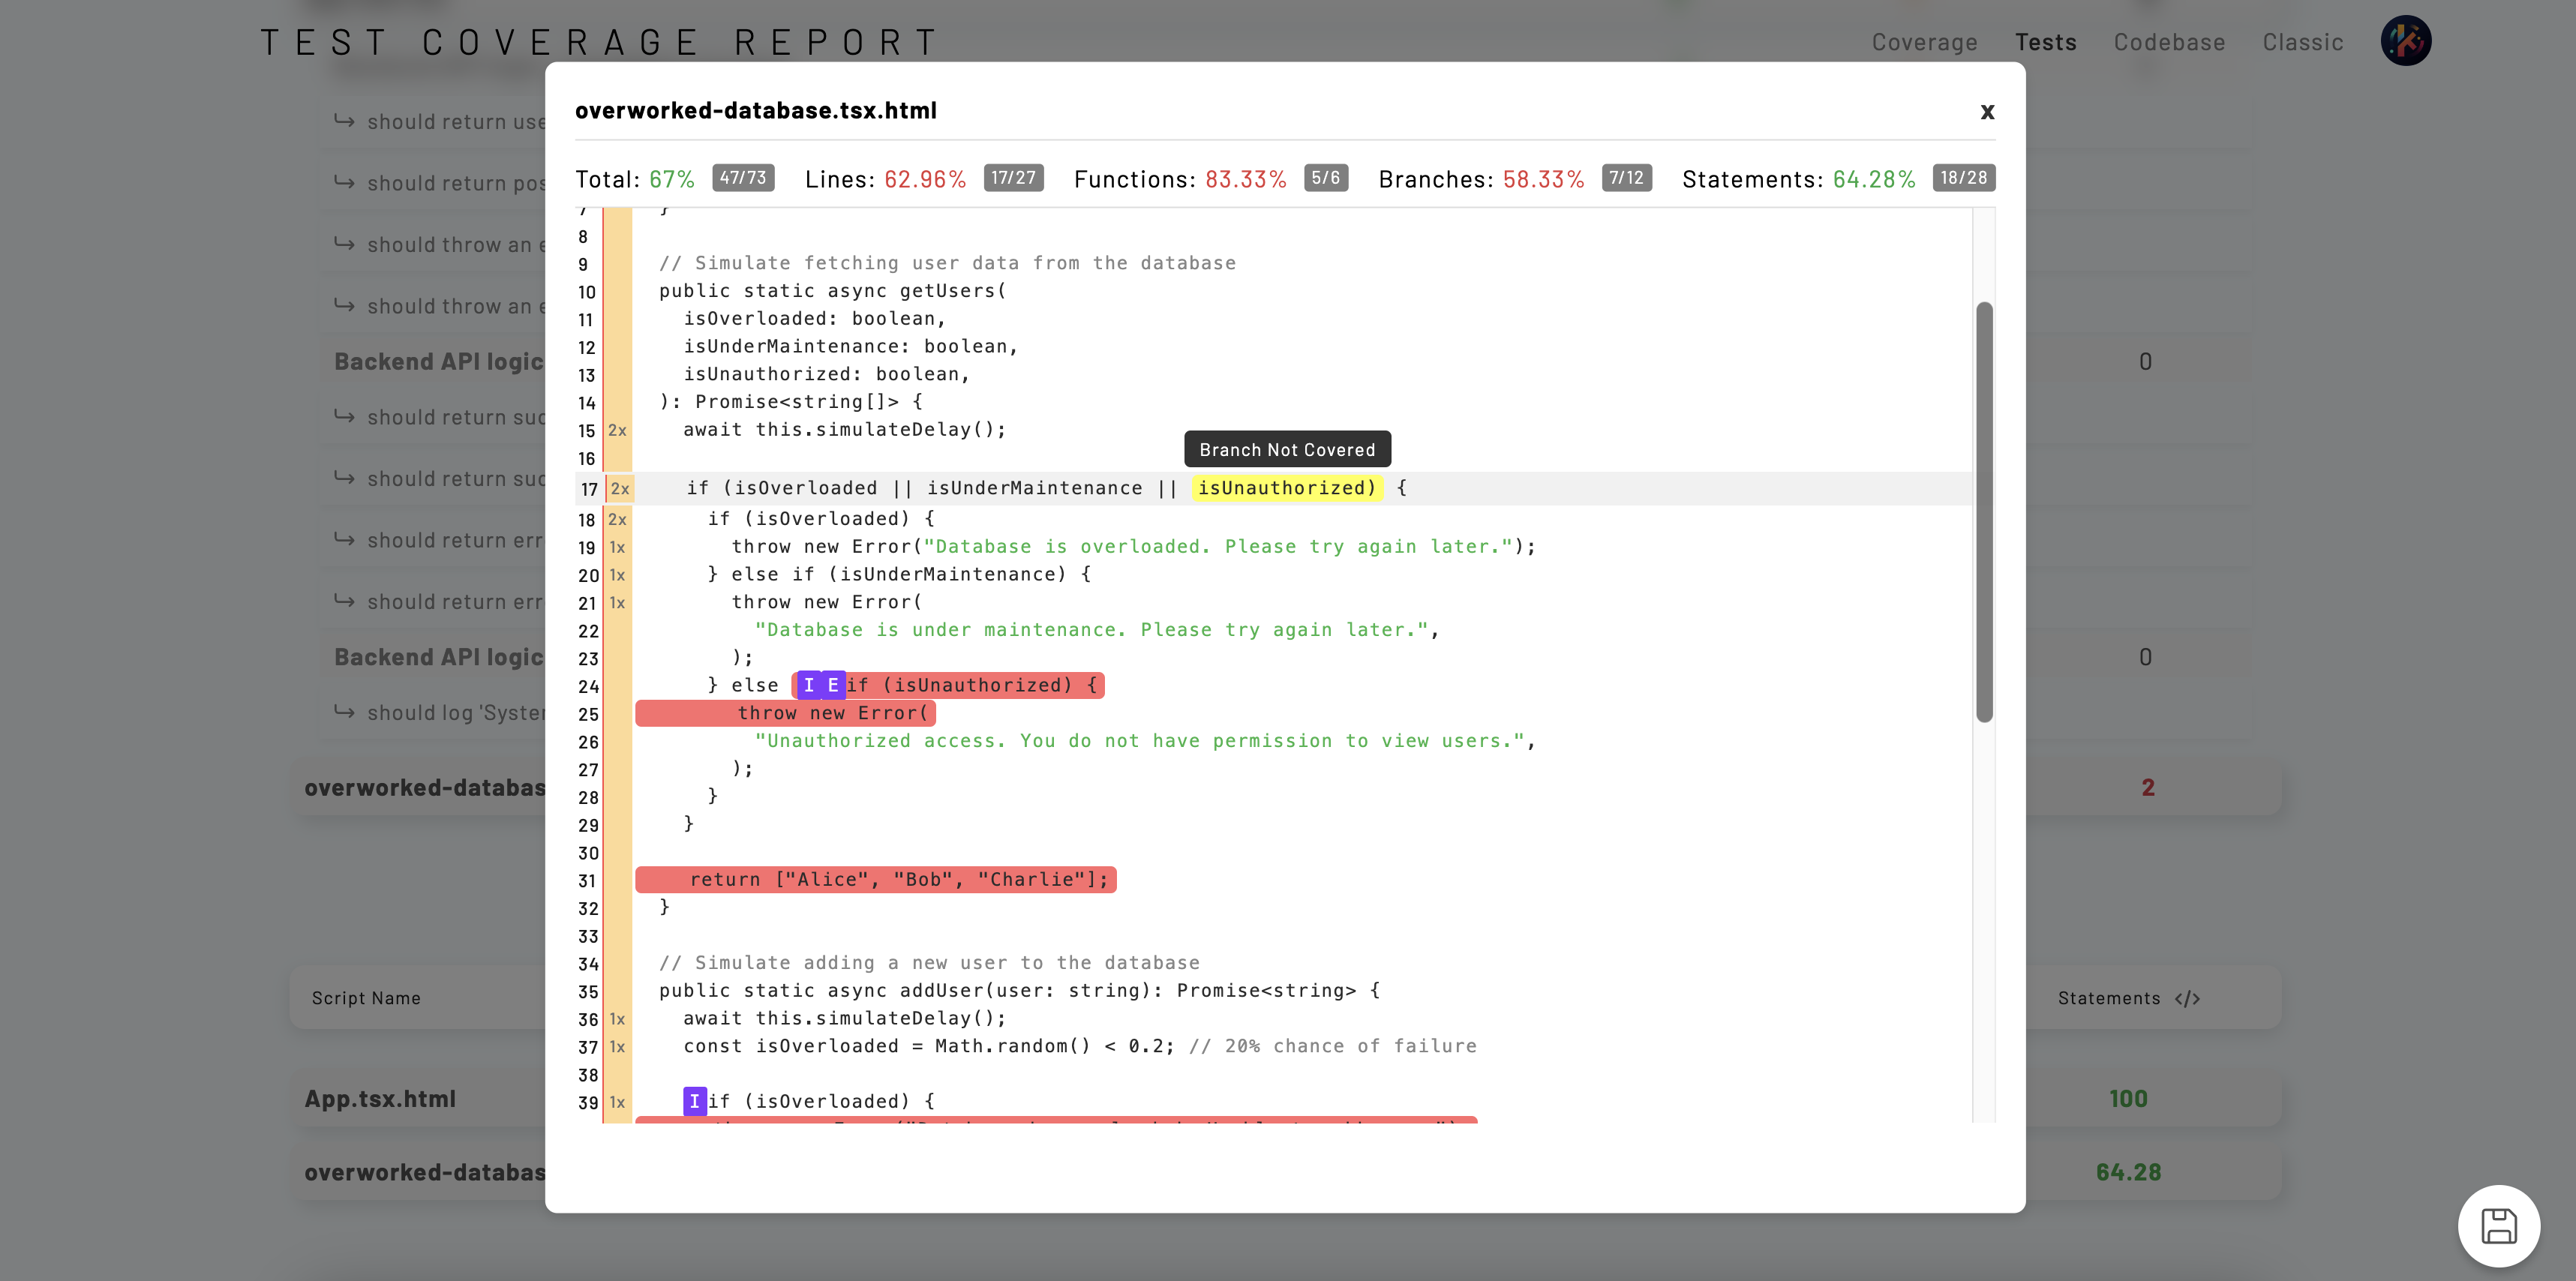 TEST COVERAGE REPORT
Coverage Tests Codebase Classic
overworked-database.tsx.html x
Total: 67% 47/73 Lines: 62.96% 17/27 Functions: 83.33% 5/6 Branches: 58.33% 7/12 Statements: 64.28% 18/28
7 }
8
9 // Simulate fetching user data from the database
10 public static async getUsers(
11 isOverloaded: boolean,
12 isUnderMaintenance: boolean,
13 isUnauthorized: boolean,
14 ): Promise<string[]> {
15 2x await this.simulateDelay();
Branch Not Covered
16
17 2x if (isOverloaded || isUnderMaintenance || isUnauthorized) {
18 2x if (isOverloaded) {
19 1x throw new Error("Database is overloaded. Please try again later.");
20 1x } else if (isUnderMaintenance) {
21 1x throw new Error(
22 "Database is under maintenance. Please try again later.",
23 );
24 } else I E if (isUnauthorized) {
25 throw new Error(
26 "Unauthorized access. You do not have permission to view users.",
27 );
28 }
29 }
30
31 return ["Alice", "Bob", "Charlie"];
32 }
33
34 // Simulate adding a new user to the database
35 public static async addUser(user: string): Promise<string> {
36 1x await this.simulateDelay();
37 1x const isOverloaded = Math.random() < 0.2; // 20% chance of failure
38
39 1x I if (isOverloaded) {
↪ should return use
↪ should return pos
↪ should throw an e
↪ should throw an e
Backend API logic 0
↪ should return suc
↪ should return suc
↪ should return err
↪ should return err
Backend API logic 0
↪ should log 'System
overworked-databas 2
Script Name Statements </>
App.tsx.html 100
overworked-databas 64.28